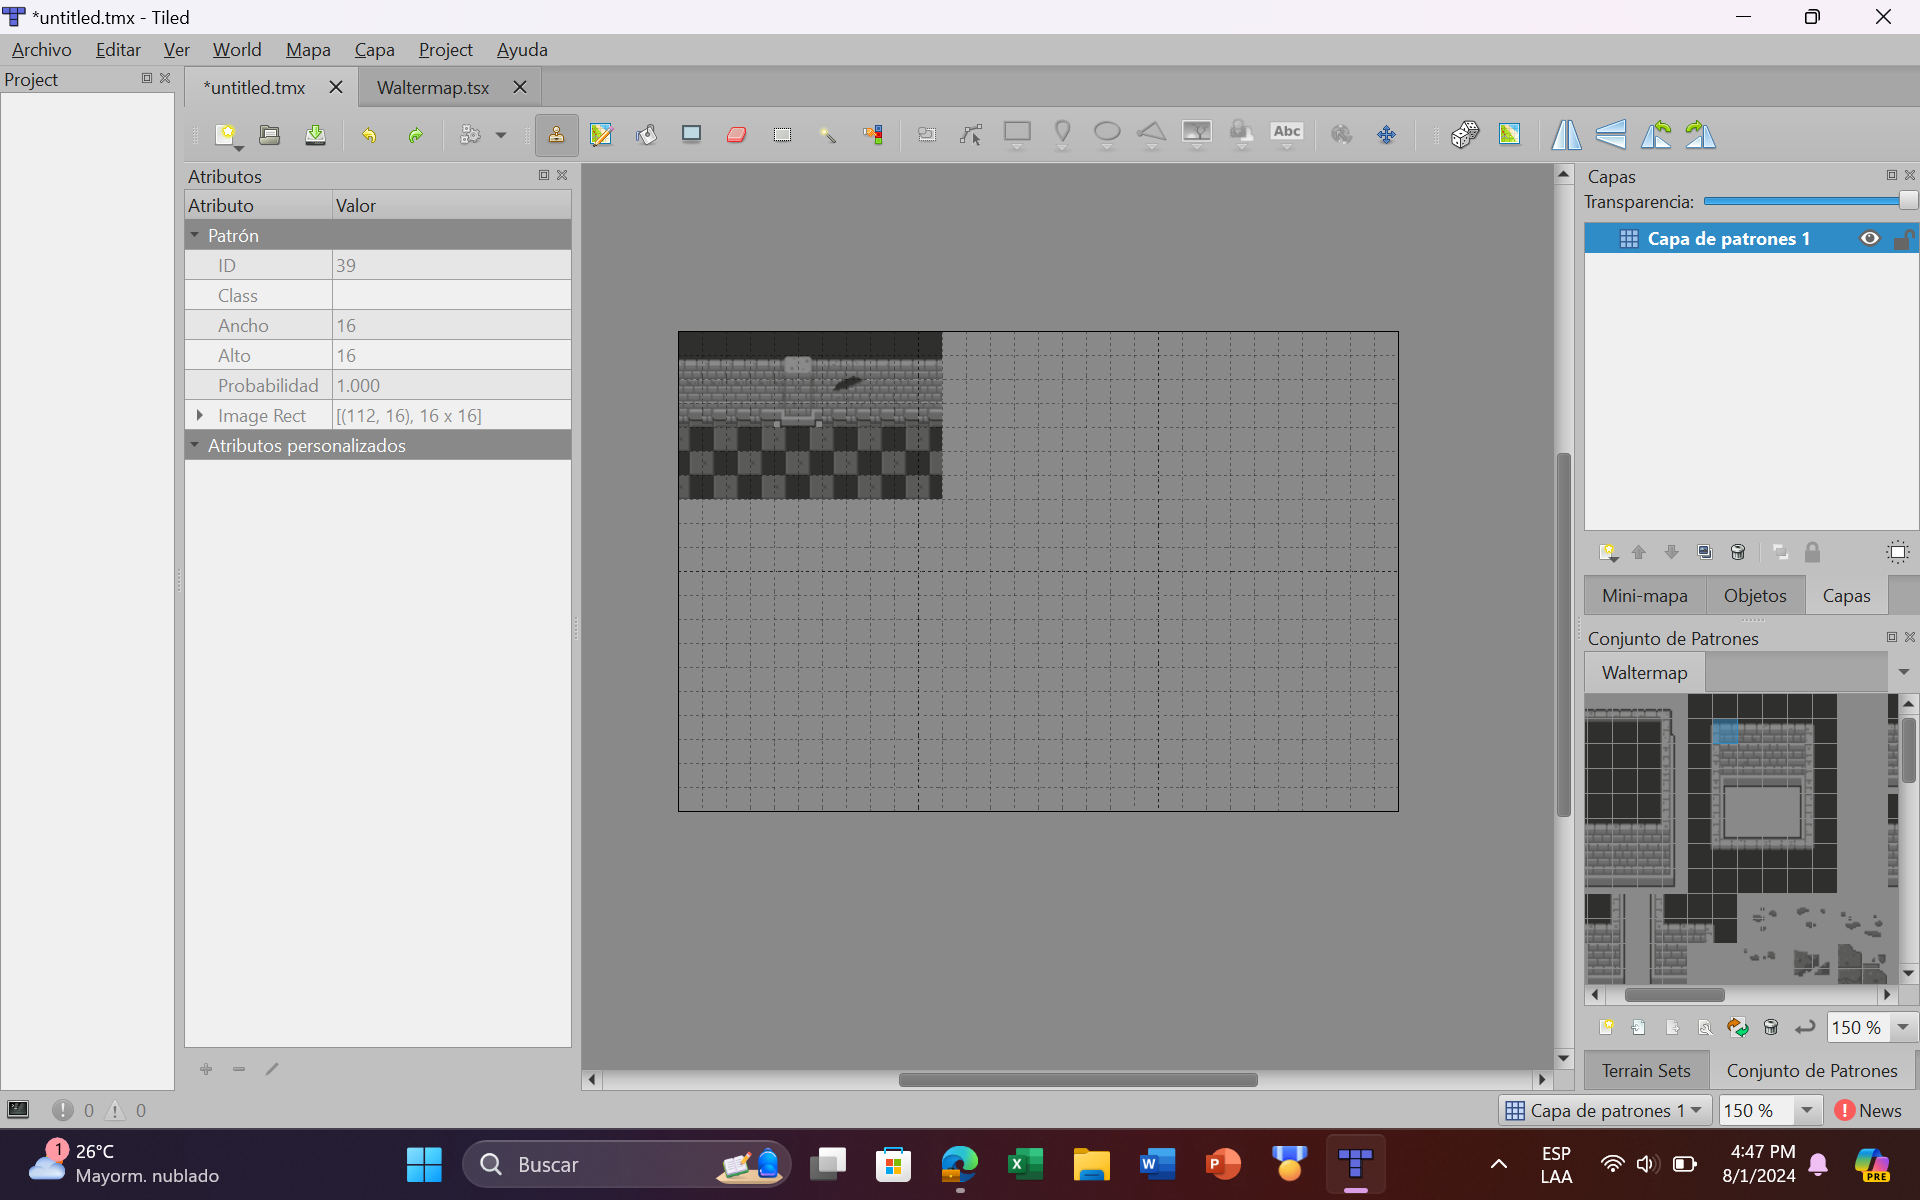 *untitled.tmx - Tiled
Archivo Editar Ver World Mapa Capa Project Ayuda
Project
*untitled.tmx Waltermap.tsx
Abc
Atributos
Atributo Valor
Patrón
ID 39
Class
Ancho 16
Alto 16
Probabilidad 1.000
Image Rect [(112, 16), 16 x 16]
Atributos personalizados
Capas
Transparencia:
Capa de patrones 1
Mini-mapa Objetos Capas
Conjunto de Patrones
Waltermap
150 %
Terrain Sets Conjunto de Patrones
0 0
Capa de patrones 1 150 % News
1
26°C
Mayorm. nublado
Buscar
ESP
LAA
4:47 PM
8/1/2024
PRE